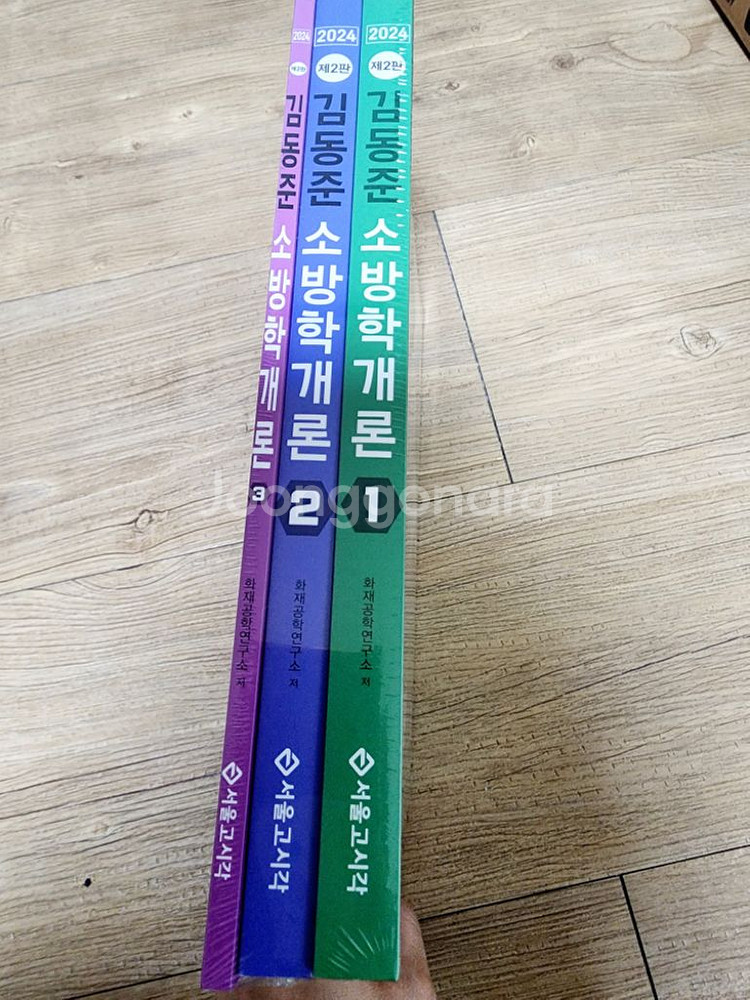 2024
제2판
김동준
소방학개론
3
화재공학연구소 저
서울고시각
2024
제2판
김동준
소방학개론
2
화재공학연구소 저
서울고시각
2024
제2판
김동준
소방학개론
1
화재공학연구소 저
서울고시각
Joonggonara